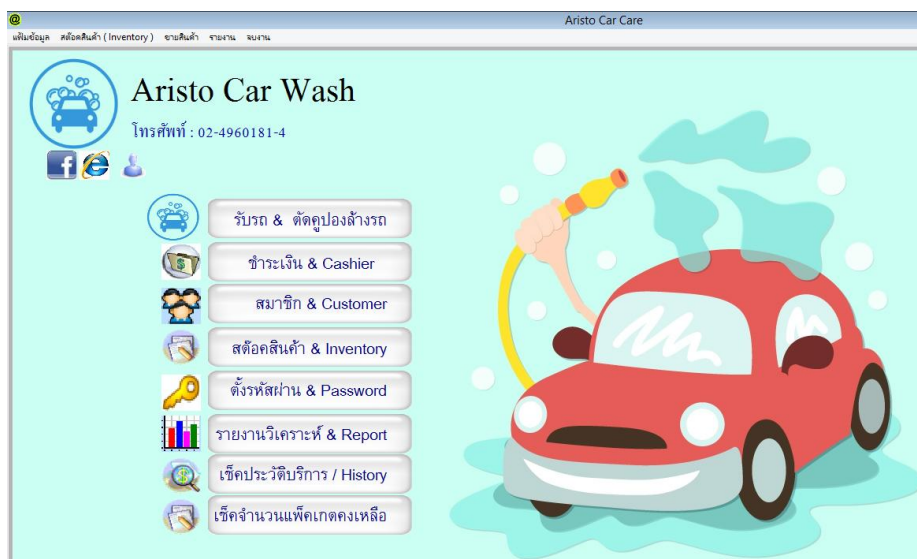 @
Aristo Car Care
แฟ้มข้อมูล สต๊อคสินค้า ( Inventory ) ขายสินค้า รายงาน จบงาน
Aristo Car Wash
โทรศัพท์ : 02-4960181-4
รับรถ & ตัดคูปองล้างรถ
ชำระเงิน & Cashier
สมาชิก & Customer
สต๊อคสินค้า & Inventory
ตั้งรหัสผ่าน & Password
รายงานวิเคราะห์ & Report
เช็คประวัติบริการ / History
เช็คจำนวนแพ็คเกตคงเหลือ